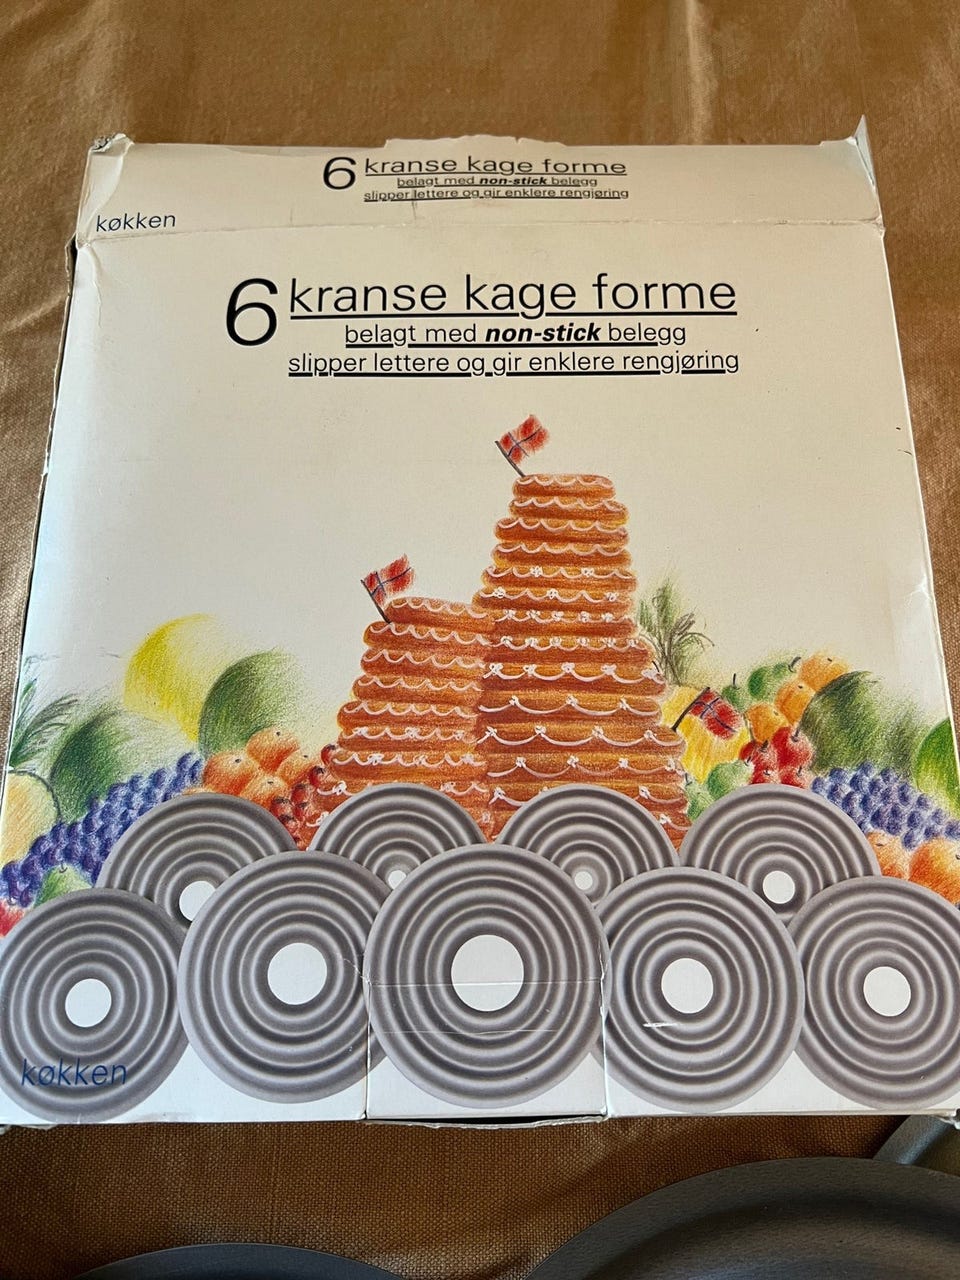 6 kranse kage forme
belagt med non-stick belegg
slipper lettere og gir enklere rengjøring
køkken
6 kranse kage forme
belagt med non-stick belegg
slipper lettere og gir enklere rengjøring
køkken